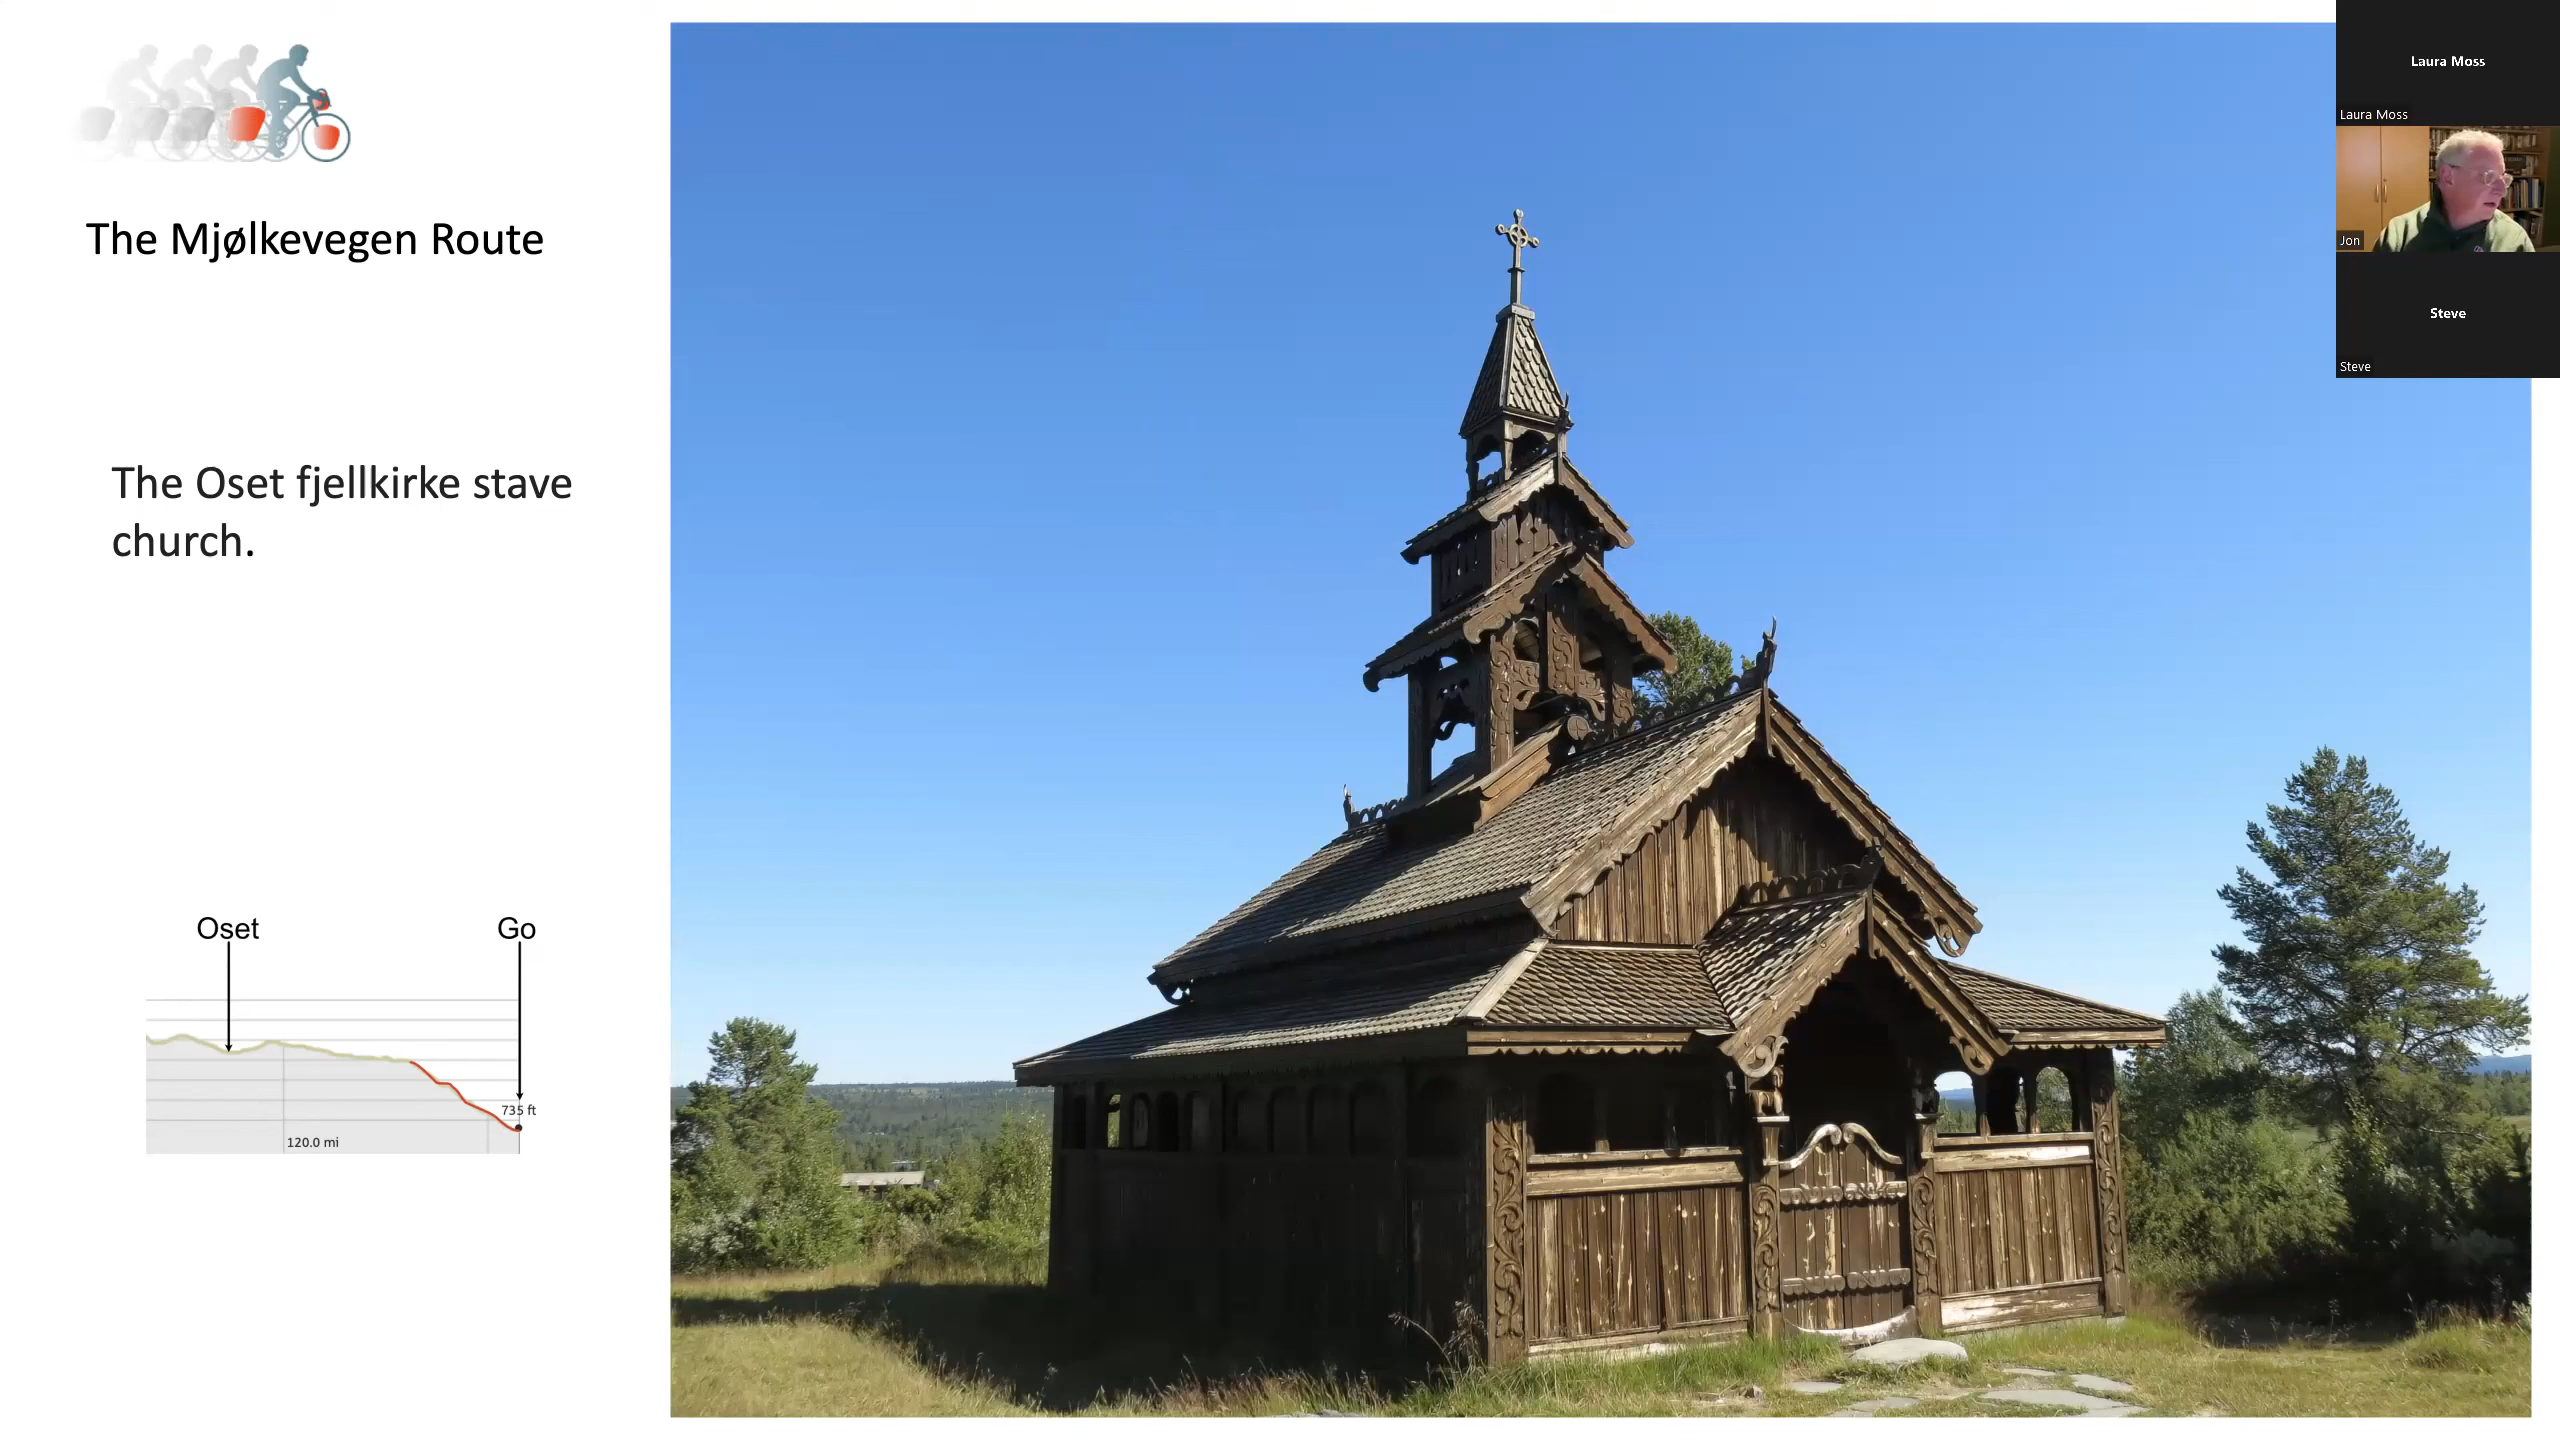 The Mjølkevegen Route
The Oset fjellkirke stave
church.
Oset
Go
735 ft
120.0 mi
Laura Moss
Laura Moss
Jon
Steve
Steve